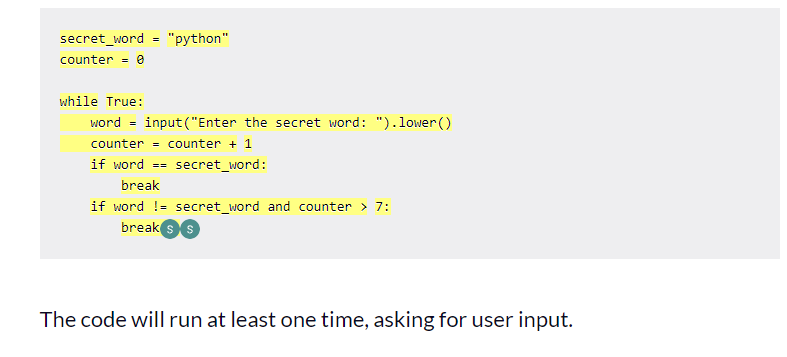 secret_word = "python"
counter = 0
while True:
    word = input("Enter the secret word: ").lower()
    counter = counter + 1
    if word == secret_word:
        break
    if word != secret_word and counter > 7:
        break S S
The code will run at least one time, asking for user input.